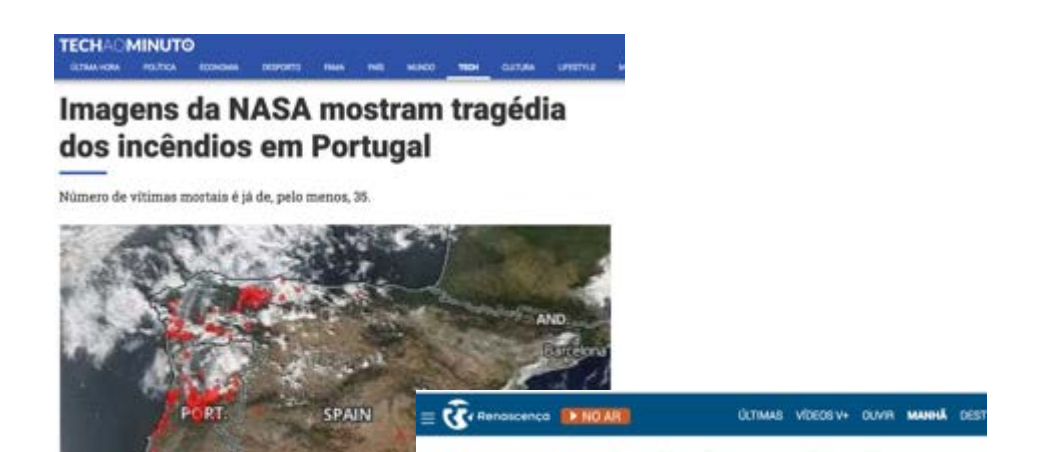 TECHAOMINUTO
ÚLTIMA HORA POLÍTICA ECONOMIA DESPORTO FAMA PAÍS MUNDO TECH CULTURA LIFESTYLE
Imagens da NASA mostram tragédia
dos incêndios em Portugal
Número de vítimas mortais é já de, pelo menos, 35.
AND.
Barcelona
PORT.
SPAIN
Renascença NO AR ÚLTIMAS VÍDEOS V+ OUVIR MANHÃ DEST